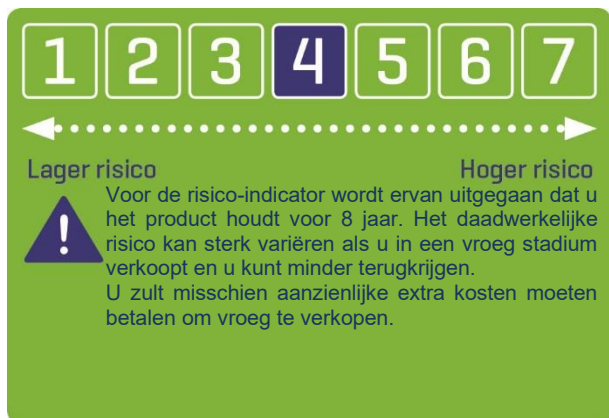 1 2 3 4 5 6 7
Lager risico Hoger risico
!
Voor de risico-indicator wordt ervan uitgegaan dat u
het product houdt voor 8 jaar. Het daadwerkelijke
risico kan sterk variëren als u in een vroeg stadium
verkoopt en u kunt minder terugkrijgen.
U zult misschien aanzienlijke extra kosten moeten
betalen om vroeg te verkopen.